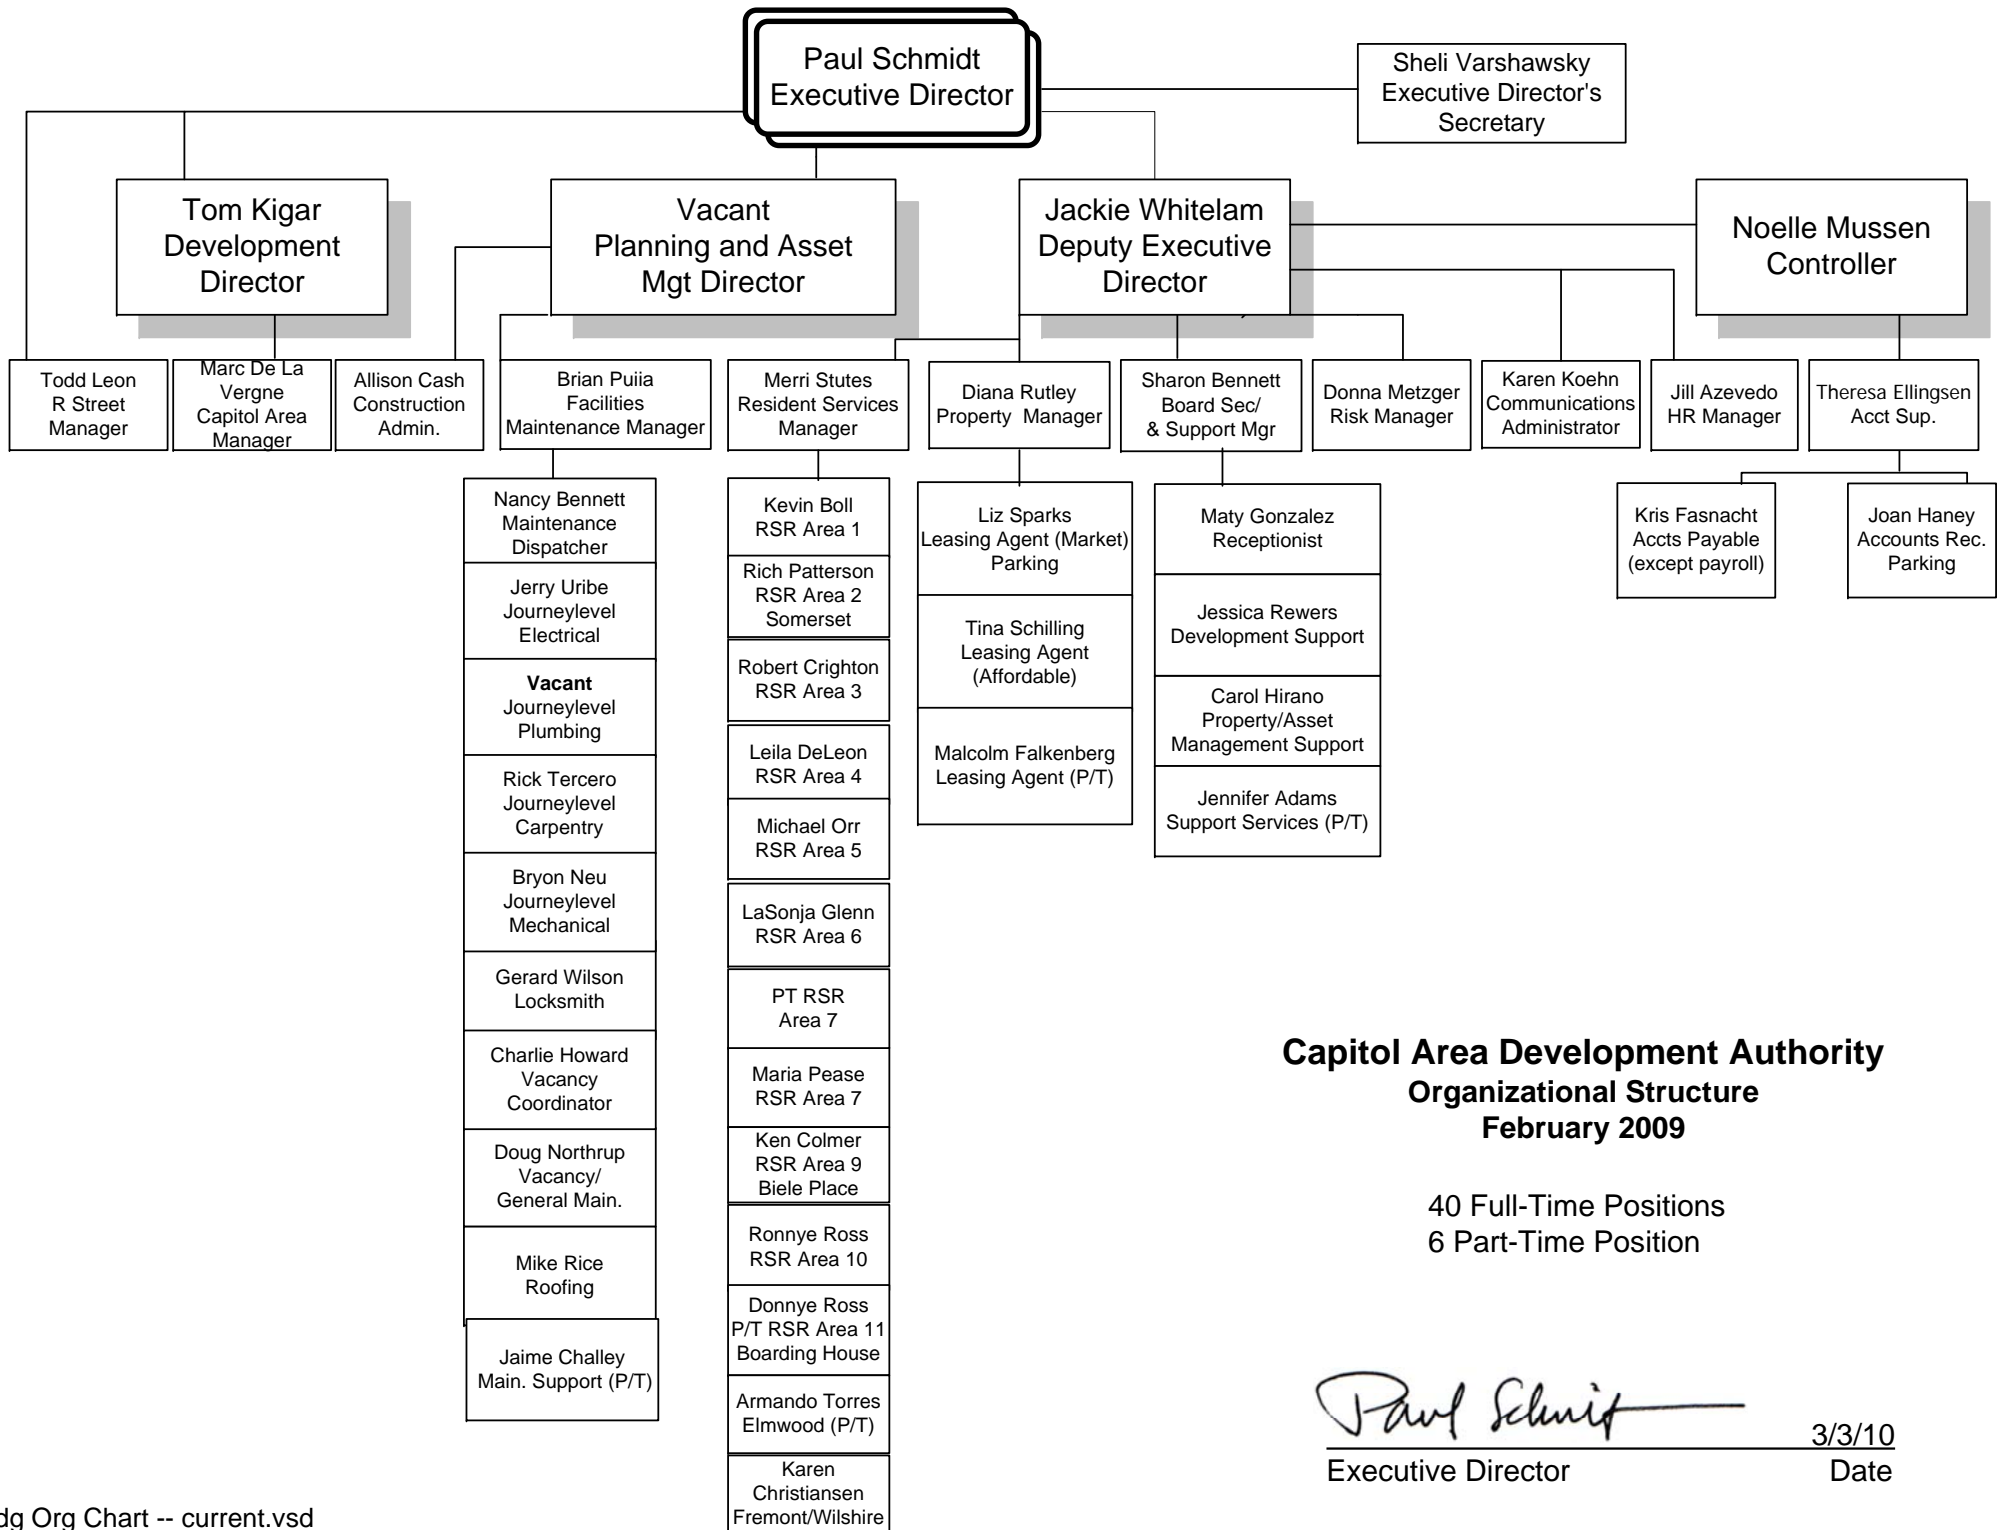 Paul Schmidt
Executive Director
Sheli Varshawsky
Executive Director's
Secretary
Tom Kigar
Development
Director
Vacant
Planning and Asset
Mgt Director
Jackie Whitelam
Deputy Executive
Director
Noelle Mussen
Controller
Todd Leon
R Street
Manager
Marc De La
Vergne
Capitol Area
Manager
Allison Cash
Construction
Admin.
Brian Puiia
Facilities
Maintenance Manager
Merri Stutes
Resident Services
Manager
Diana Rutley
Property Manager
Sharon Bennett
Board Sec/
& Support Mgr
Donna Metzger
Risk Manager
Karen Koehn
Communications
Administrator
Jill Azevedo
HR Manager
Theresa Ellingsen
Acct Sup.
Nancy Bennett
Maintenance
Dispatcher
Jerry Uribe
Journeylevel
Electrical
Vacant
Journeylevel
Plumbing
Rick Tercero
Journeylevel
Carpentry
Bryon Neu
Journeylevel
Mechanical
Gerard Wilson
Locksmith
Charlie Howard
Vacancy
Coordinator
Doug Northrup
Vacancy/
General Main.
Mike Rice
Roofing
Jaime Challey
Main. Support (P/T)
Kevin Boll
RSR Area 1
Rich Patterson
RSR Area 2
Somerset
Robert Crighton
RSR Area 3
Leila DeLeon
RSR Area 4
Michael Orr
RSR Area 5
LaSonja Glenn
RSR Area 6
PT RSR
Area 7
Maria Pease
RSR Area 7
Ken Colmer
RSR Area 9
Biele Place
Ronnye Ross
RSR Area 10
Donnye Ross
P/T RSR Area 11
Boarding House
Armando Torres
Elmwood (P/T)
Karen
Christiansen
Fremont/Wilshire
Liz Sparks
Leasing Agent (Market)
Parking
Tina Schilling
Leasing Agent
(Affordable)
Malcolm Falkenberg
Leasing Agent (P/T)
Maty Gonzalez
Receptionist
Jessica Rewers
Development Support
Carol Hirano
Property/Asset
Management Support
Jennifer Adams
Support Services (P/T)
Kris Fasnacht
Accts Payable
(except payroll)
Joan Haney
Accounts Rec.
Parking
Capitol Area Development Authority
Organizational Structure
February 2009
40 Full-Time Positions
6 Part-Time Position
Paul Schmit
3/3/10
Executive Director Date
dg Org Chart -- current.vsd